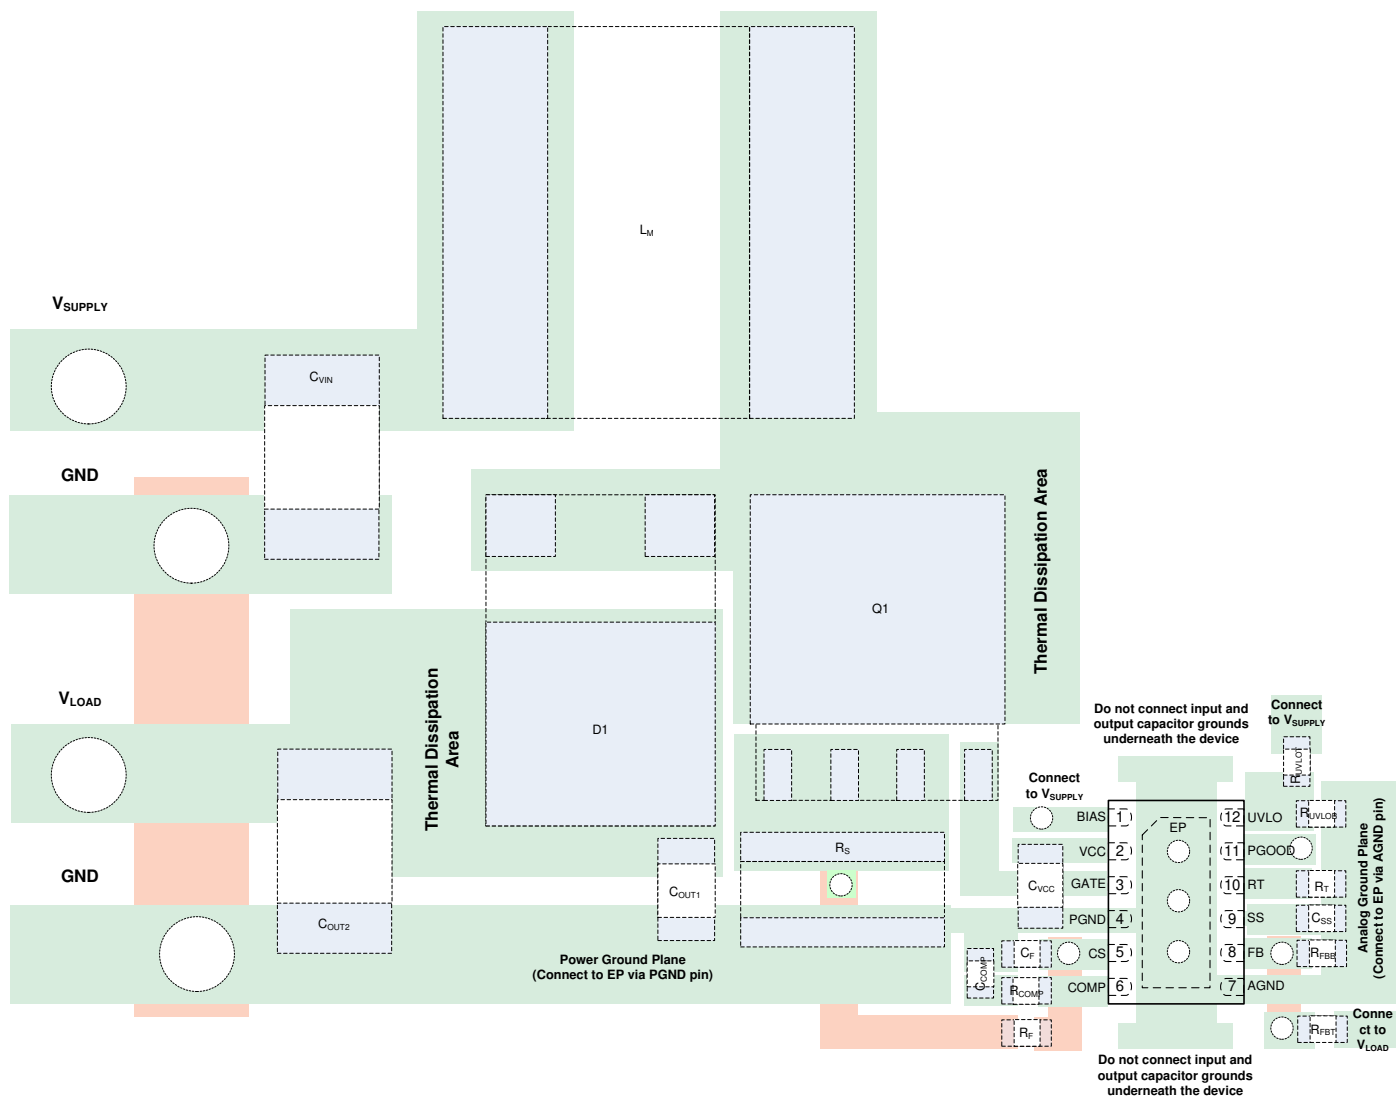 LM
VSUPPLY
CVIN
GND
Thermal Dissipation Area
Q1
VLOAD
Thermal Dissipation
Area
D1
Do not connect input and
output capacitor grounds
underneath the device
Connect
to VSUPPLY
RUVLOT
Connect
to VSUPPLY
BIAS
1
EP
12
UVLO
RUVLOB
VCC
2
11
PGOOD
RS
GND
COUT1
CVCC
GATE
3
10
RT
RT
PGND
4
9
SS
CSS
COUT2
Power Ground Plane
(Connect to EP via PGND pin)
CCOMP
CF
CS
5
8
FB
RFBB
RCOMP
COMP
6
7
AGND
Analog Ground Plane
(Connect to EP via AGND pin)
RF
RFBT
Conne
ct to
VLOAD
Do not connect input and
output capacitor grounds
underneath the device